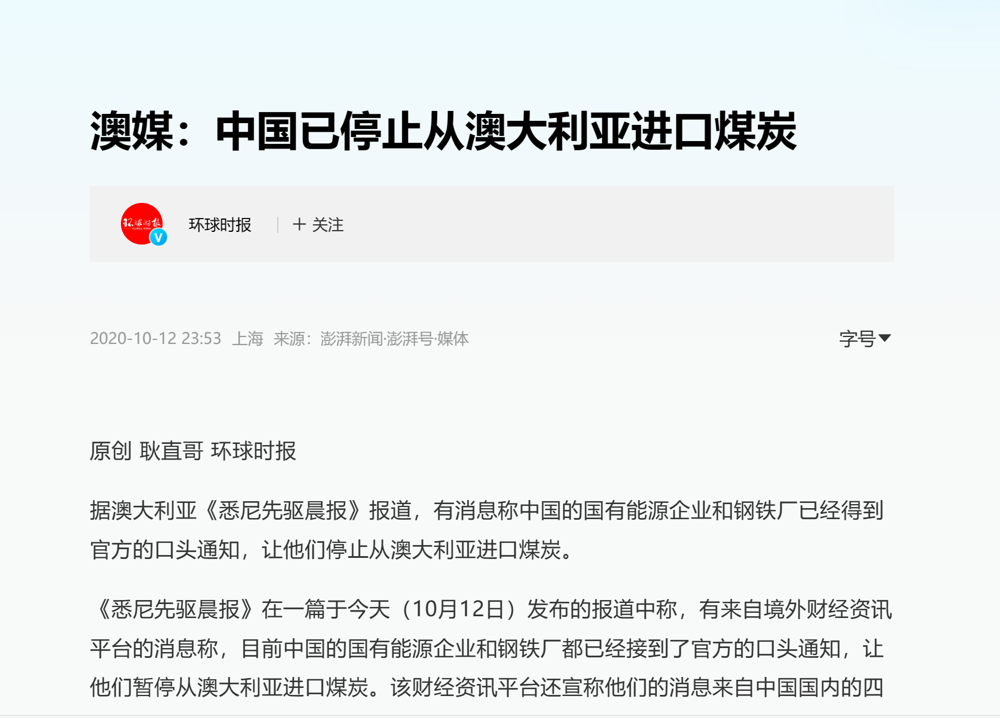 澳媒：中国已停止从澳大利亚进口煤炭
环球时报
GLOBAL TIMES
V
环球时报 | + 关注
2020-10-12 23:53 上海 来源：澎湃新闻·澎湃号·媒体
字号
原创 耿直哥 环球时报
据澳大利亚《悉尼先驱晨报》报道，有消息称中国的国有能源企业和钢铁厂已经得到
官方的口头通知，让他们停止从澳大利亚进口煤炭。
《悉尼先驱晨报》在一篇于今天（10月12日）发布的报道中称，有来自境外财经资讯
平台的消息称，目前中国的国有能源企业和钢铁厂都已经接到了官方的口头通知，让
他们暂停从澳大利亚进口煤炭。该财经资讯平台还宣称他们的消息来自中国国内的四